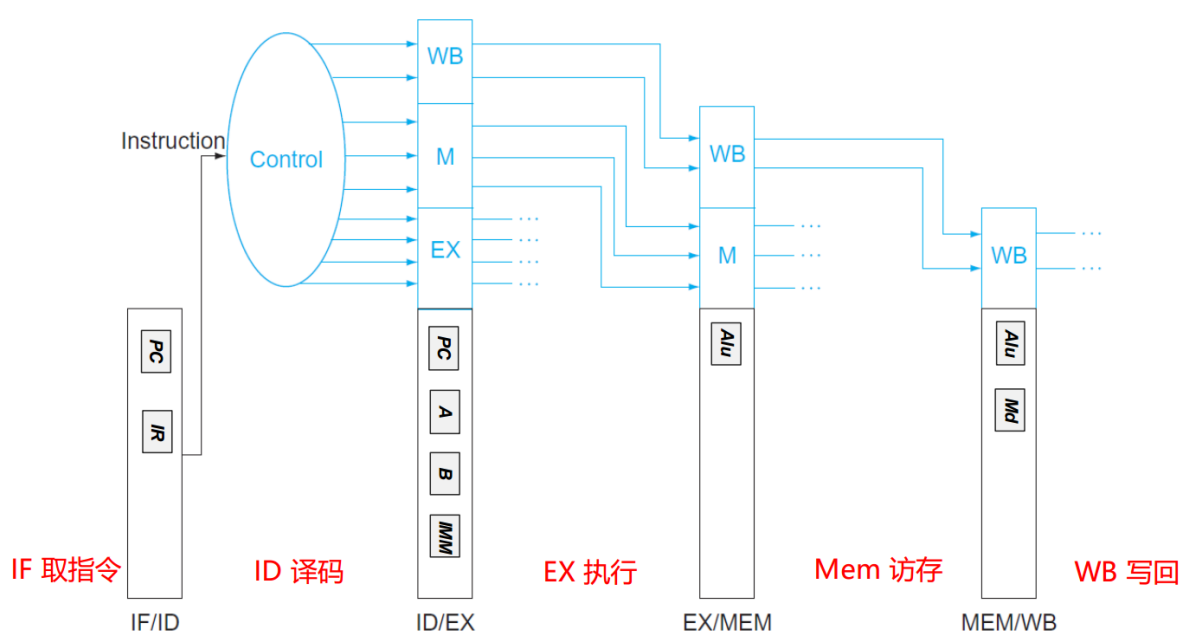 WB
Instruction
Control
M
WB
EX
...
...
...
...
M
...
...
...
WB
...
...
PC
IR
PC
A
B
IMM
Alu
Alu
Md
IF 取指令
ID 译码
EX 执行
Mem 访存
WB 写回
IF/ID
ID/EX
EX/MEM
MEM/WB